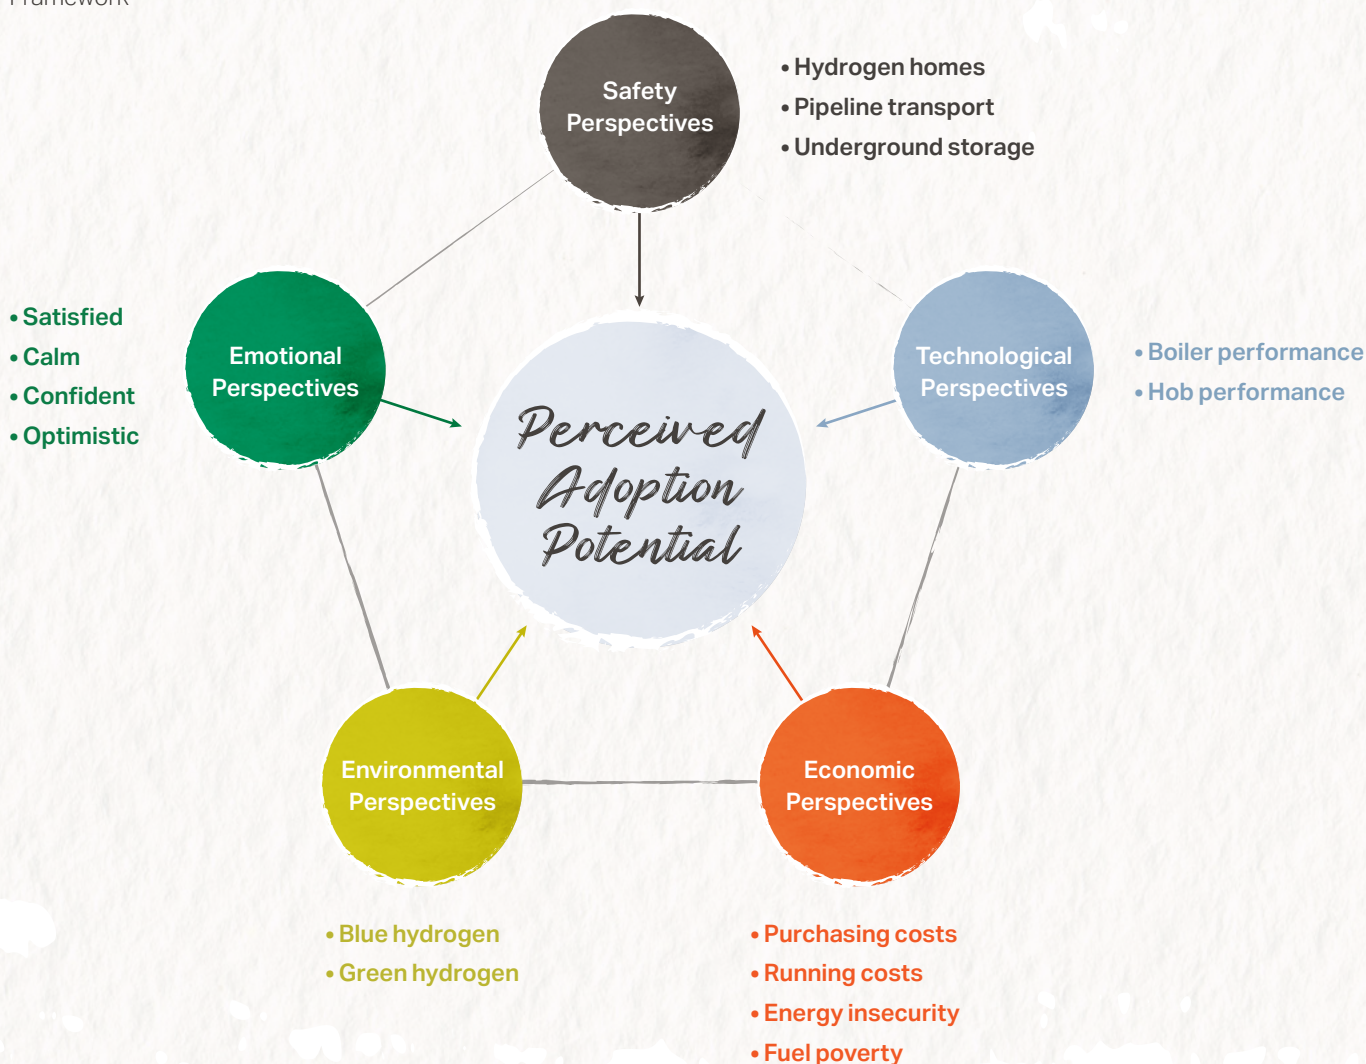 Framework
Safety
Perspectives
• Hydrogen homes
• Pipeline transport
• Underground storage
• Satisfied
• Calm
• Confident
• Optimistic
Emotional
Perspectives
Technological
Perspectives
• Boiler performance
• Hob performance
Perceived
Adoption
Potential
Environmental
Perspectives
Economic
Perspectives
• Blue hydrogen
• Green hydrogen
• Purchasing costs
• Running costs
• Energy insecurity
• Fuel poverty